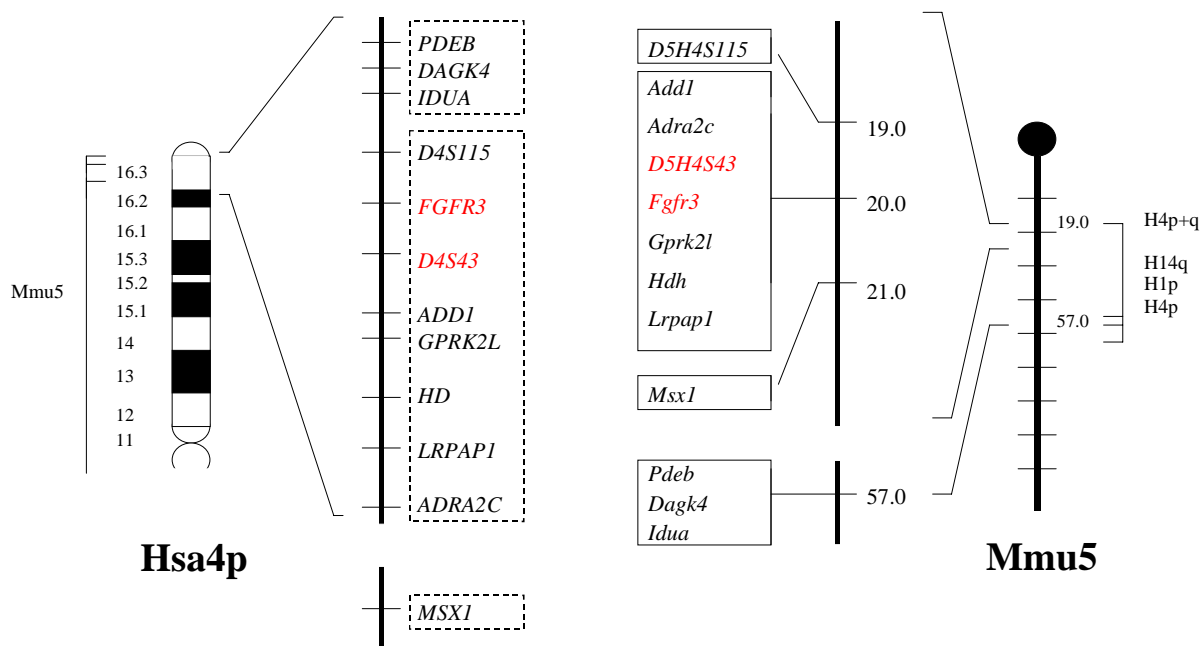 Mmu5
16.3
16.2
16.1
15.3
15.2
15.1
14
13
12
11
Hsa4p
PDEB
DAGK4
IDUA
D4S115
FGFR3
D4S43
ADD1
GPRK2L
HD
LRPAP1
ADRA2C
MSX1
D5H4S115
Add1
Adra2c
D5H4S43
Fgfr3
Gprk2l
Hdh
Lrpap1
Msx1
Pdeb
Dagk4
Idua
19.0
20.0
21.0
57.0
19.0
57.0
H4p+q
H14q
H1p
H4p
Mmu5